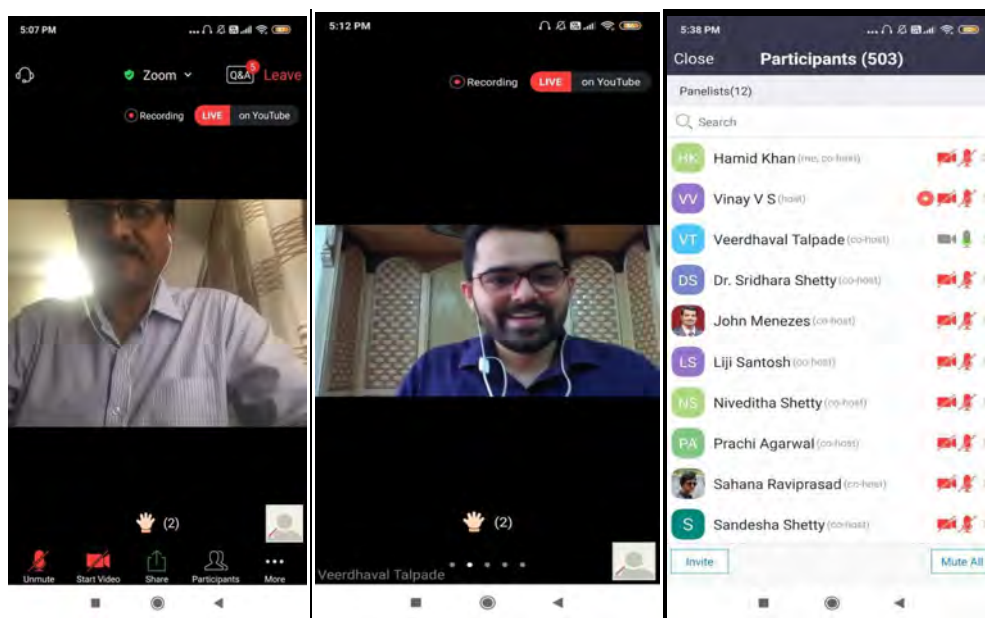 5:07 PM
Zoom
Q&A
5
Leave
Recording
LIVE on YouTube
(2)
Unmute
Start Video
Share
Participants
More
5:12 PM
Recording
LIVE on YouTube
(2)
Veerdhaval Talpade
5:38 PM
Close
Participants (503)
Panelists(12)
Search
HK Hamid Khan (me, co-host)
VV Vinay V S (host)
VT Veerdhaval Talpade (co-host)
DS Dr. Sridhara Shetty (co-host)
John Menezes (co-host)
LS Liji Santosh (co-host)
NS Niveditha Shetty (co-host)
PA Prachi Agarwal (co-host)
Sahana Raviprasad (co-host)
S Sandesha Shetty (co-host)
Invite
Mute All